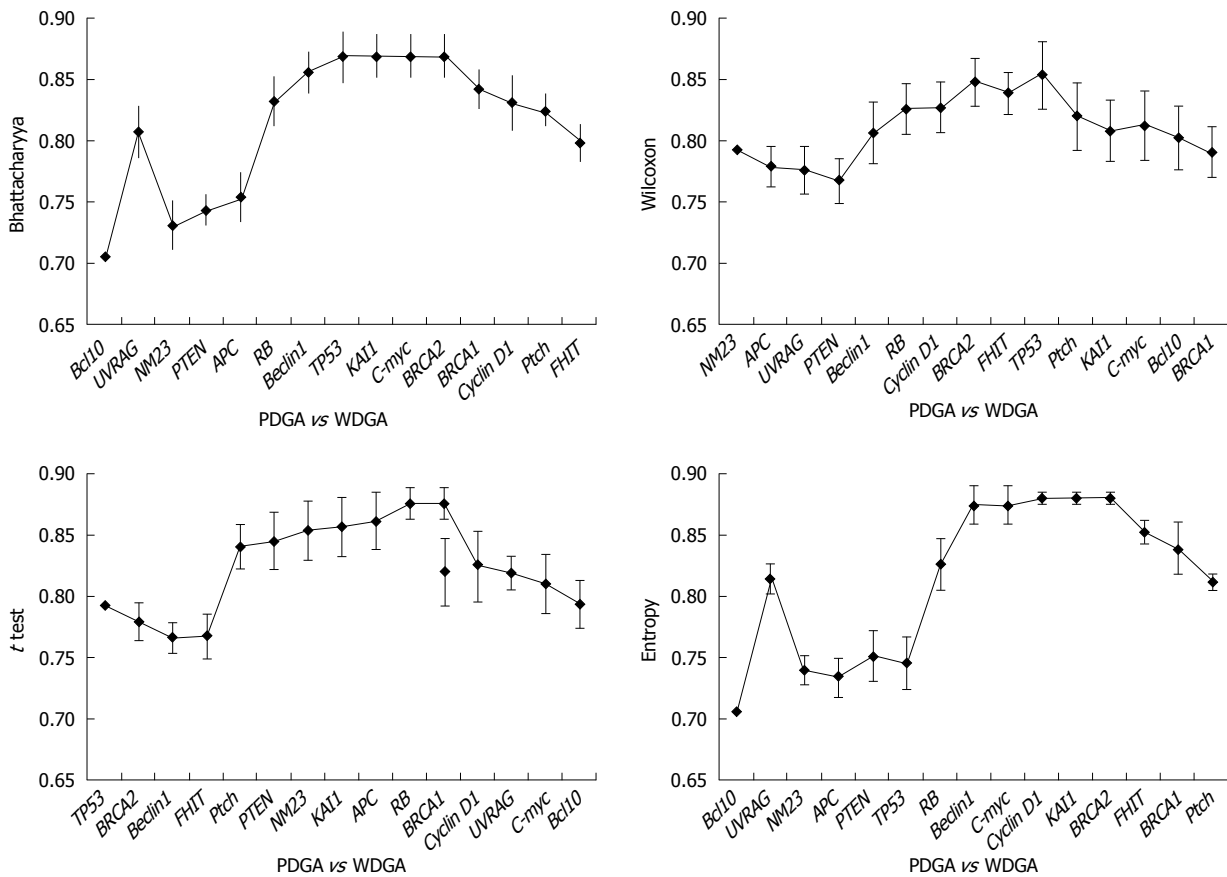 0.90
0.85
0.80
0.75
0.70
0.65
Bhattacharyya
Bcl10
UVRAG
NM23
PTEN
APC
RB
Beclin1
TP53
KAI1
C-myc
BRCA2
BRCA1
Cyclin D1
Ptch
FHIT
PDGA vs WDGA
0.90
0.85
0.80
0.75
0.70
0.65
Wilcoxon
NM23
APC
UVRAG
PTEN
Beclin1
RB
Cyclin D1
BRCA2
FHIT
TP53
Ptch
KAI1
C-myc
Bcl10
BRCA1
PDGA vs WDGA
0.90
0.85
0.80
0.75
0.70
0.65
t test
TP53
BRCA2
Beclin1
FHIT
Ptch
PTEN
NM23
KAI1
APC
RB
BRCA1
Cyclin D1
UVRAG
C-myc
Bcl10
PDGA vs WDGA
0.90
0.85
0.80
0.75
0.70
0.65
Entropy
Bcl10
UVRAG
NM23
APC
PTEN
TP53
RB
Beclin1
C-myc
Cyclin D1
KAI1
BRCA2
FHIT
BRCA1
Ptch
PDGA vs WDGA